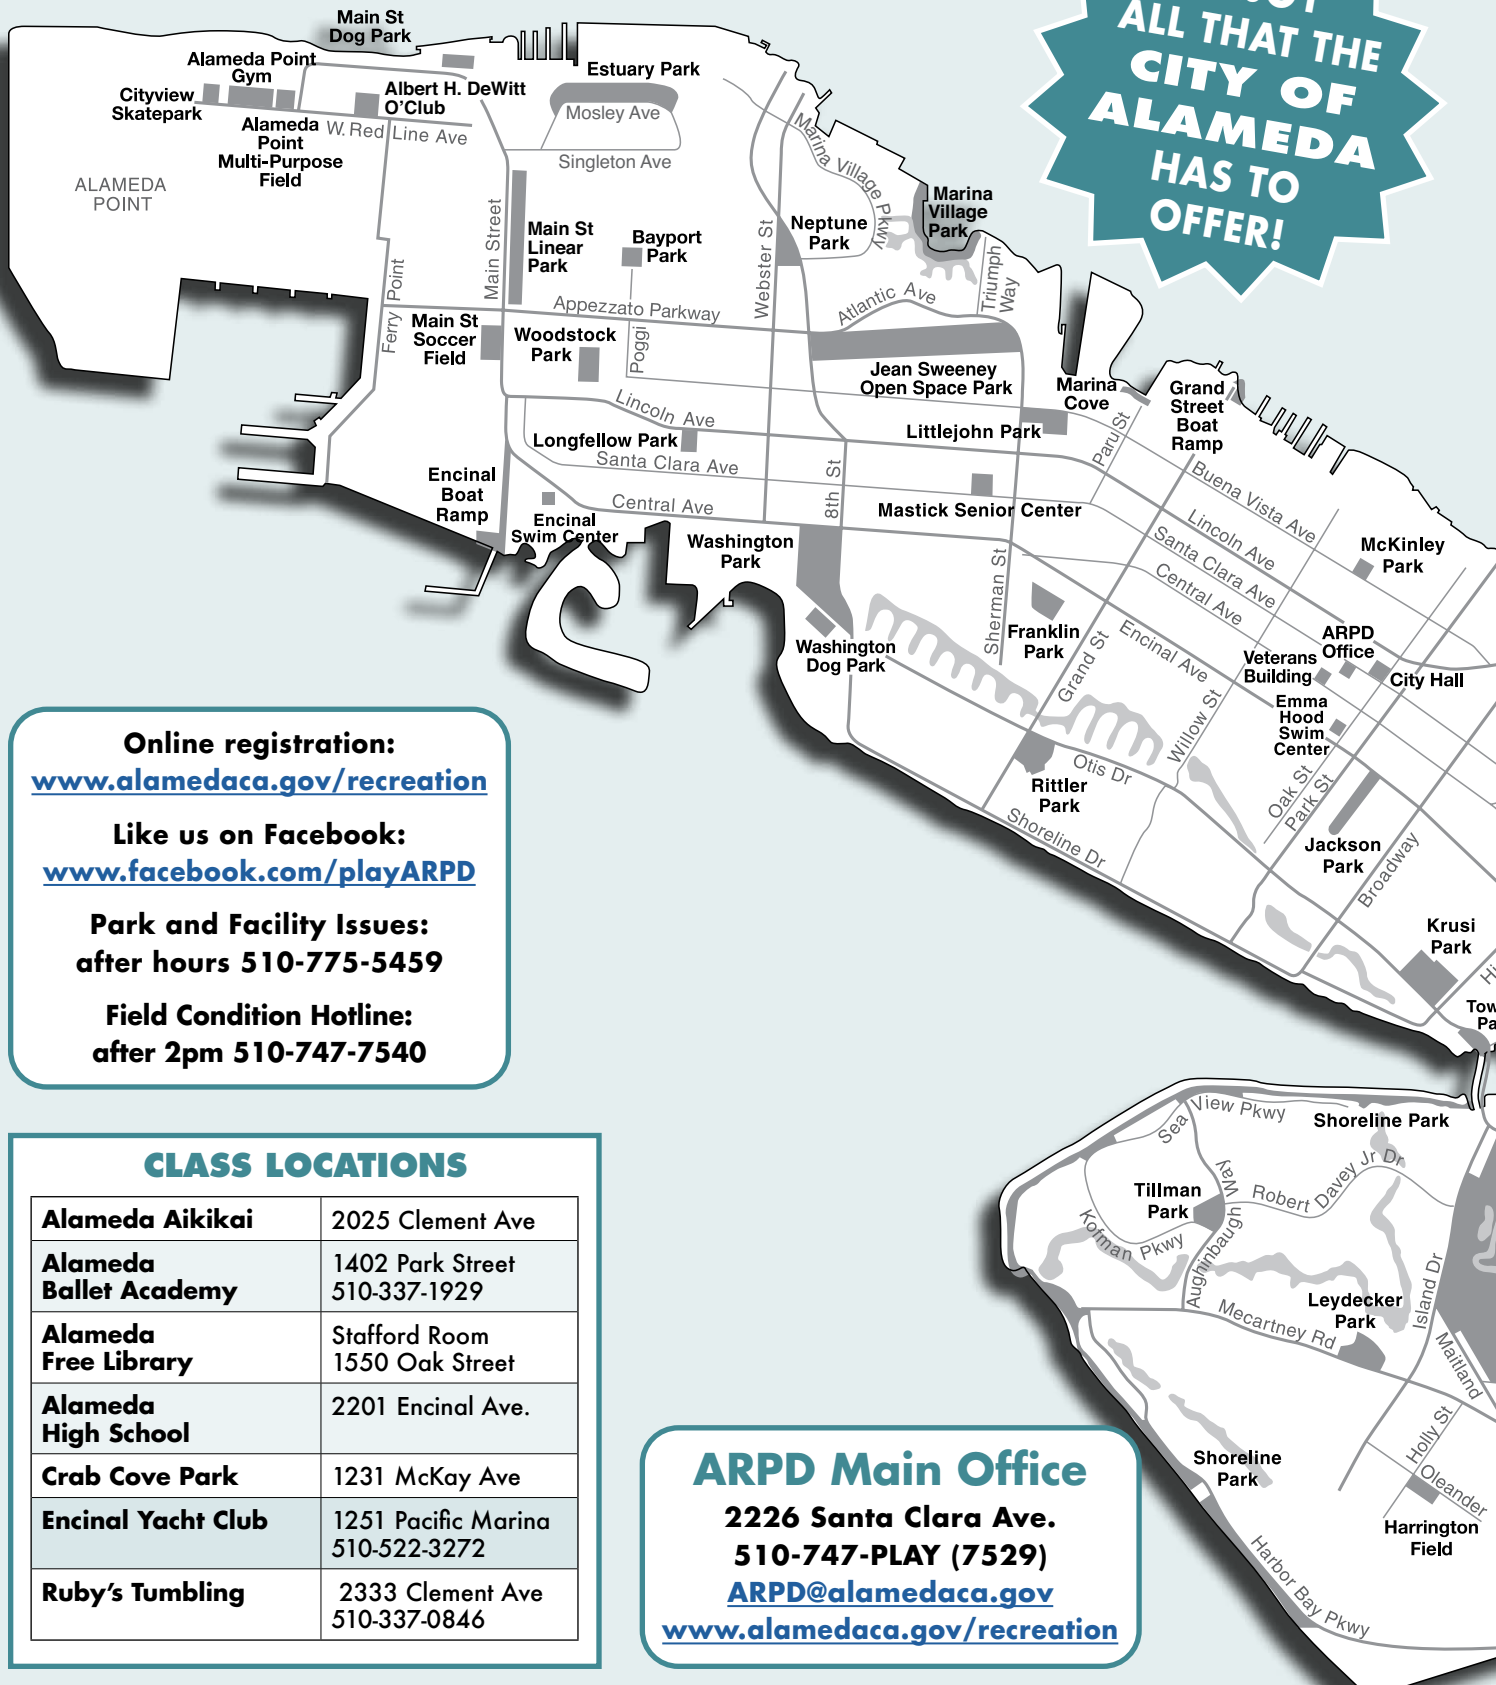 ALL THAT THE
CITY OF
ALAMEDA
HAS TO
OFFER!
Main St
Dog Park
Alameda Point
Gym
Cityview
Skatepark
Alameda
Point
Multi-Purpose
Field
Albert H. DeWitt
O'Club
W. Red Line Ave
ALAMEDA
POINT
Estuary Park
Mosley Ave
Singleton Ave
Main Street
Main St
Linear
Park
Bayport
Park
Webster St
Neptune
Park
Marina Village Pkwy
Marina
Village
Park
Triumph
Way
Atlantic Ave
Appezzato Parkway
Ferry Point
Main St
Soccer
Field
Woodstock
Park
Poggi
Jean Sweeney
Open Space Park
Marina
Cove
Grand
Street
Boat
Ramp
Paru St
Lincoln Ave
Longfellow Park
Santa Clara Ave
Littlejohn Park
8th St
Encinal
Boat
Ramp
Encinal
Swim Center
Central Ave
Mastick Senior Center
Washington
Park
Washington
Dog Park
Sherman St
Franklin
Park
Grand St
Buena Vista Ave
Lincoln Ave
Santa Clara Ave
Central Ave
Encinal Ave
McKinley
Park
ARPD
Office
Veterans
Building
City Hall
Emma
Hood
Swim
Center
Willow St
Otis Dr
Rittler
Park
Shoreline Dr
Oak St
Park St
Jackson
Park
Broadway
Krusi
Park
Online registration:
www.alamedaca.gov/recreation
Like us on Facebook:
www.facebook.com/playARPD
Park and Facility Issues:
after hours 510-775-5459
Field Condition Hotline:
after 2pm 510-747-7540
Sea View Pkwy
Shoreline Park
Tillman
Park
Robert Davey Jr Dr
Kofman Pkwy
Aughinbaugh Way
Mecartney Rd
Leydecker
Park
Island Dr
Maitland
Holly St
Oleander
Shoreline
Park
Harrington
Field
Harbor Bay Pkwy
CLASS LOCATIONS
Alameda Aikikai 2025 Clement Ave
Alameda
Ballet Academy
1402 Park Street
510-337-1929
Alameda
Free Library
Stafford Room
1550 Oak Street
Alameda
High School
2201 Encinal Ave.
Crab Cove Park 1231 McKay Ave
Encinal Yacht Club
1251 Pacific Marina
510-522-3272
Ruby's Tumbling
2333 Clement Ave
510-337-0846
ARPD Main Office
2226 Santa Clara Ave.
510-747-PLAY (7529)
ARPD@alamedaca.gov
www.alamedaca.gov/recreation